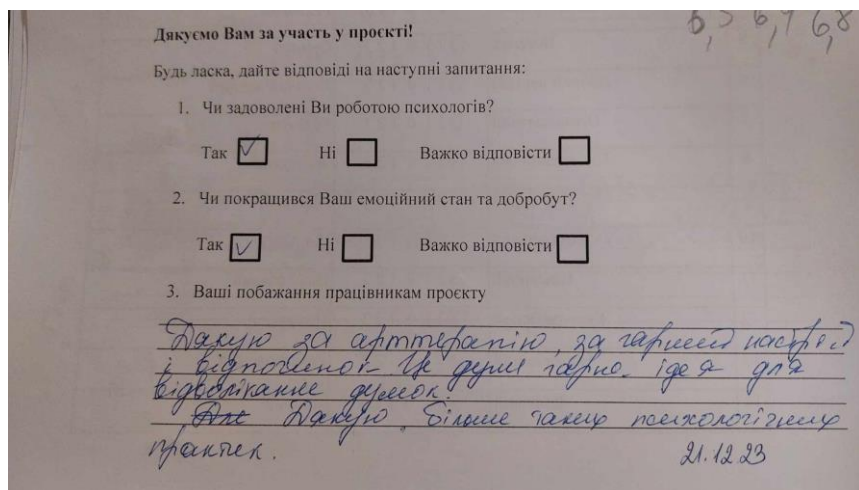 6,5 6,9 6,8
Дякуємо Вам за участь у проєкті!
Будь ласка, дайте відповіді на наступні запитання:
1. Чи задоволені Ви роботою психологів?
Так Ні Важко відповісти
2. Чи покращився Ваш емоційний стан та добробут?
Так Ні Важко відповісти
3. Ваші побажання працівникам проєкту
Дякую за арттерапію, за гарний настрій
і відпочинок. Це дуже гарна ідея для
відволікання думок.
Дякую, більше таких психологічних
практик. 21.12.23